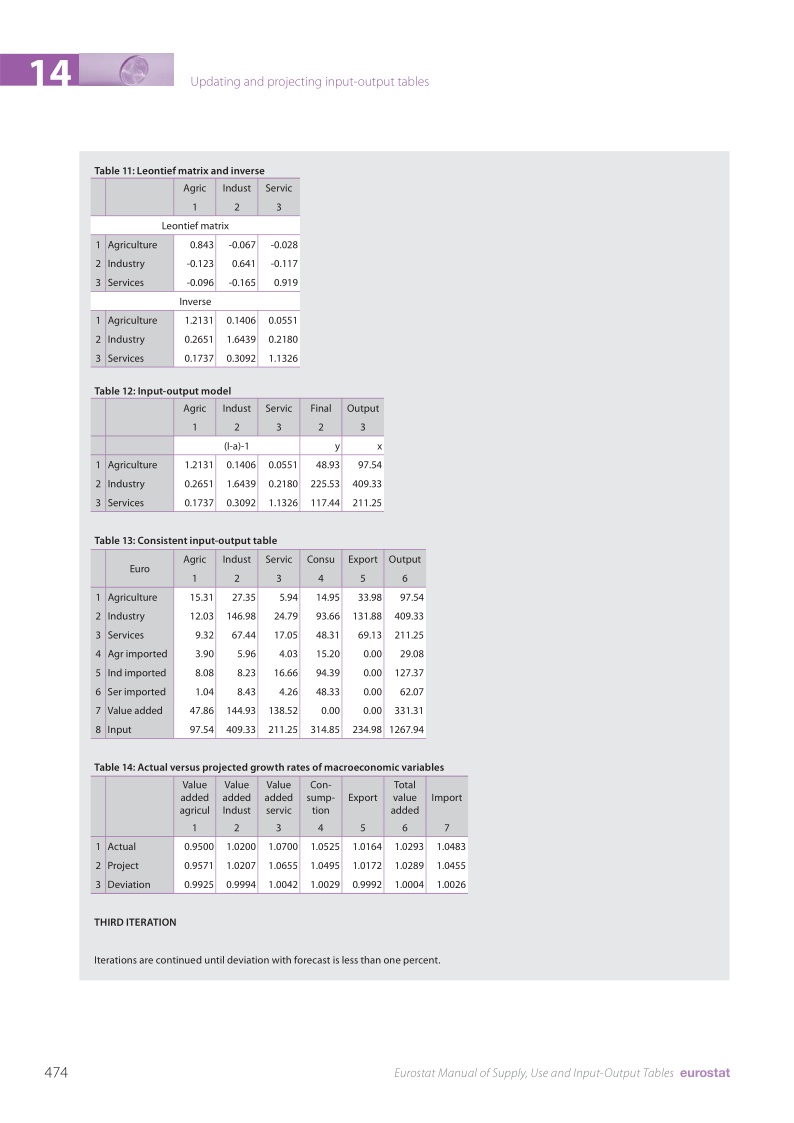 14
Updating and projecting input-output tables
Table 11: Leontief matrix and inverse
Agric Indust Servic
1 2 3
Leontief matrix
1 Agriculture 0.843 -0.067 -0.028
2 Industry -0.123 0.641 -0.117
3 Services -0.096 -0.165 0.919
Inverse
1 Agriculture 1.2131 0.1406 0.0551
2 Industry 0.2651 1.6439 0.2180
3 Services 0.1737 0.3092 1.1326
Table 12: Input-output model
Agric Indust Servic Final Output
1 2 3 2 3
(I-a)-1 y x
1 Agriculture 1.2131 0.1406 0.0551 48.93 97.54
2 Industry 0.2651 1.6439 0.2180 225.53 409.33
3 Services 0.1737 0.3092 1.1326 117.44 211.25
Table 13: Consistent input-output table
Euro Agric Indust Servic Consu Export Output
1 2 3 4 5 6
1 Agriculture 15.31 27.35 5.94 14.95 33.98 97.54
2 Industry 12.03 146.98 24.79 93.66 131.88 409.33
3 Services 9.32 67.44 17.05 48.31 69.13 211.25
4 Agr imported 3.90 5.96 4.03 15.20 0.00 29.08
5 Ind imported 8.08 8.23 16.66 94.39 0.00 127.37
6 Ser imported 1.04 8.43 4.26 48.33 0.00 62.07
7 Value added 47.86 144.93 138.52 0.00 0.00 331.31
8 Input 97.54 409.33 211.25 314.85 234.98 1267.94
Table 14: Actual versus projected growth rates of macroeconomic variables
Value Value Value Con- Total
added added added sump- Export value Import
agricul Indust servic tion added
1 2 3 4 5 6 7
1 Actual 0.9500 1.0200 1.0700 1.0525 1.0164 1.0293 1.0483
2 Project 0.9571 1.0207 1.0655 1.0495 1.0172 1.0289 1.0455
3 Deviation 0.9925 0.9994 1.0042 1.0029 0.9992 1.0004 1.0026
THIRD ITERATION
Iterations are continued until deviation with forecast is less than one percent.
474
Eurostat Manual of Supply, Use and Input-Output Tables eurostat